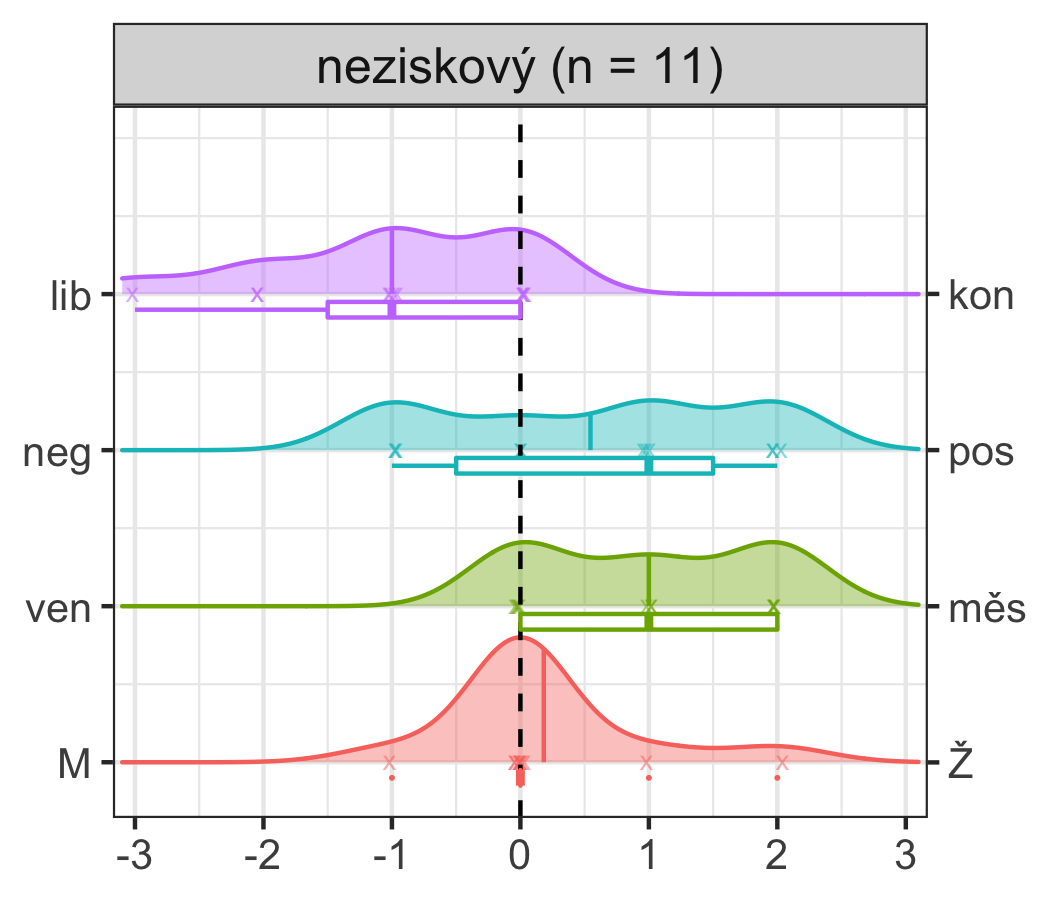 neziskový (n = 11)
lib kon
neg pos
ven měs
M Ž
-3 -2 -1 0 1 2 3